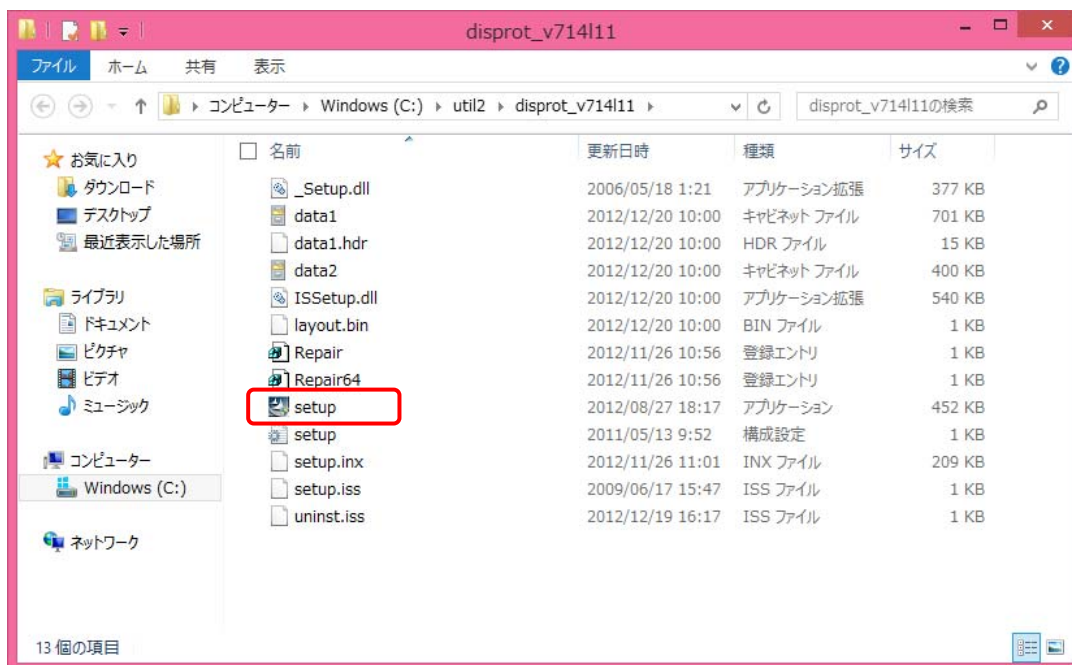 disprot_v714l11
ファイル ホーム 共有 表示
コンピューター Windows (C:) util2 disprot_v714l11 disprot_v714l11の検索
お気に入り
ダウンロード
デスクトップ
最近表示した場所
ライブラリ
ドキュメント
ピクチャ
ビデオ
ミュージック
コンピューター
Windows (C:)
ネットワーク
名前 更新日時 種類 サイズ
_Setup.dll 2006/05/18 1:21 アプリケーション拡張 377 KB
data1 2012/12/20 10:00 キャビネット ファイル 701 KB
data1.hdr 2012/12/20 10:00 HDR ファイル 15 KB
data2 2012/12/20 10:00 キャビネット ファイル 400 KB
ISSetup.dll 2012/12/20 10:00 アプリケーション拡張 540 KB
layout.bin 2012/12/20 10:00 BIN ファイル 1 KB
Repair 2012/11/26 10:56 登録エントリ 1 KB
Repair64 2012/11/26 10:56 登録エントリ 1 KB
setup 2012/08/27 18:17 アプリケーション 452 KB
setup 2011/05/13 9:52 構成設定 1 KB
setup.inx 2012/11/26 11:01 INX ファイル 209 KB
setup.iss 2009/06/17 15:47 ISS ファイル 1 KB
uninst.iss 2012/12/19 16:17 ISS ファイル 1 KB
13 個の項目